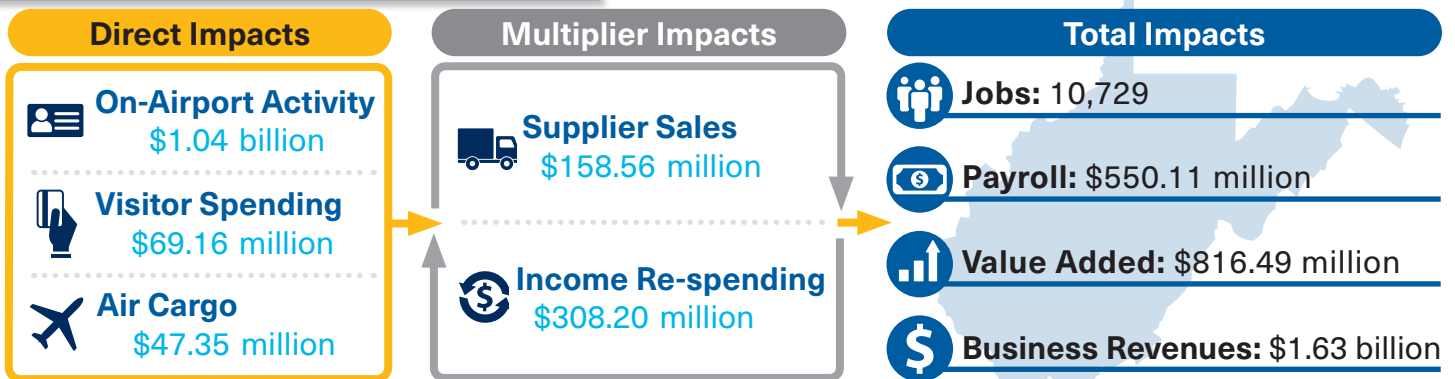 Direct Impacts
On-Airport Activity
$1.04 billion
Visitor Spending
$69.16 million
Air Cargo
$47.35 million
Multiplier Impacts
Supplier Sales
$158.56 million
Income Re-spending
$308.20 million
Total Impacts
Jobs: 10,729
Payroll: $550.11 million
Value Added: $816.49 million
Business Revenues: $1.63 billion